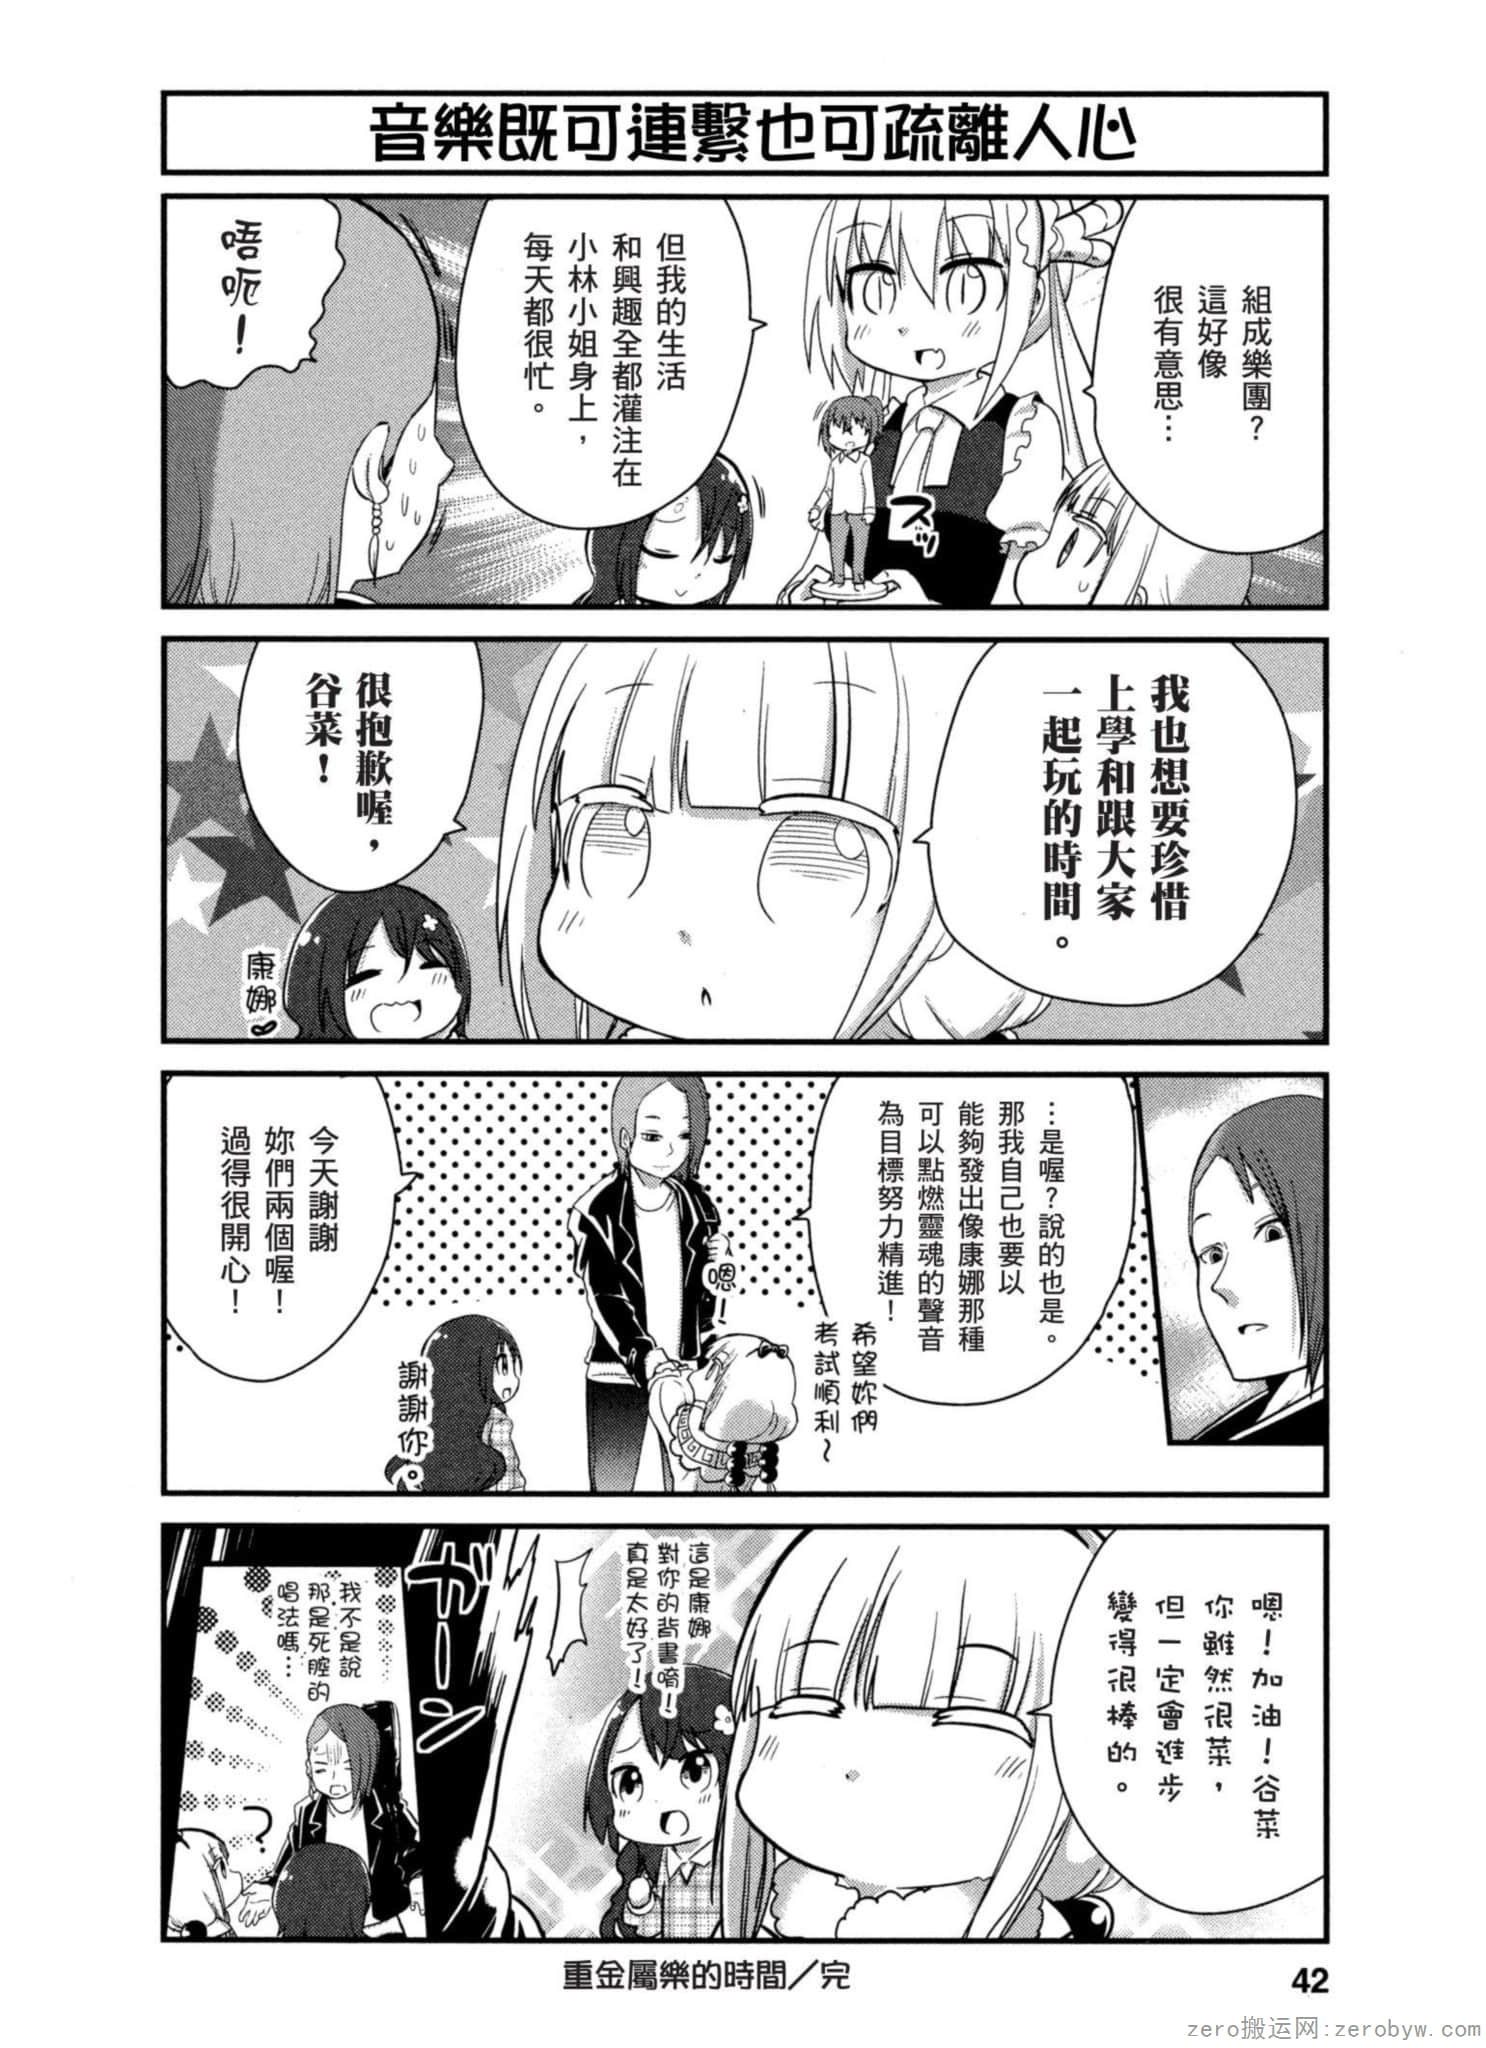 音樂既可連繫也可疏離人心
組成樂團?
這好像
很有意思…
但我的生活
和興趣全都灌注在
小林小姐身上，
每天都很忙。
スッ
唔呃！
我也想要珍惜
上學和跟大家
一起玩的時間。
很抱歉喔，
谷菜！
康娜
…是喔？說的也是。
那我自己也要以
能夠發出像康娜那種
可以點燃靈魂的聲音
為目標努力精進！
希望妳們
考試順利～
嗯！
今天謝謝
妳們兩個喔！
過得很開心！
謝謝你。
嗯！加油！谷菜
你雖然很菜，
但一定會進步
變得很棒的。
這是康娜
對你的背書唷！
真是太好了！
ガーン
我不是說
那是死腔的
唱法嗎…
?
重金屬樂的時間／完
42
zero搬运网:zerobyw.com